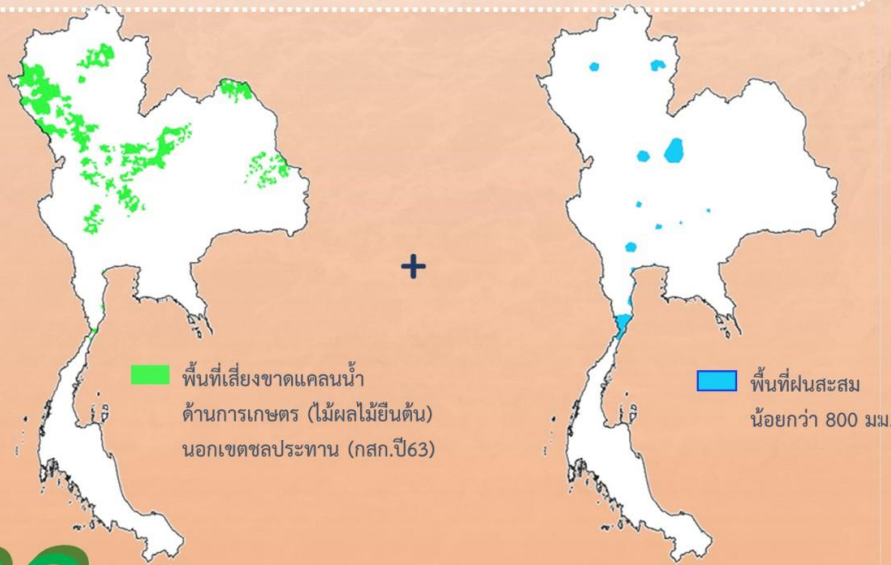 +
พื้นที่เสี่ยงขาดแคลนน้ำ
ด้านการเกษตร (ไม้ผลไม้ยืนต้น)
นอกเขตชลประทาน (กสก.ปี63)
พื้นที่ฝนสะสม
น้อยกว่า 800 มม.